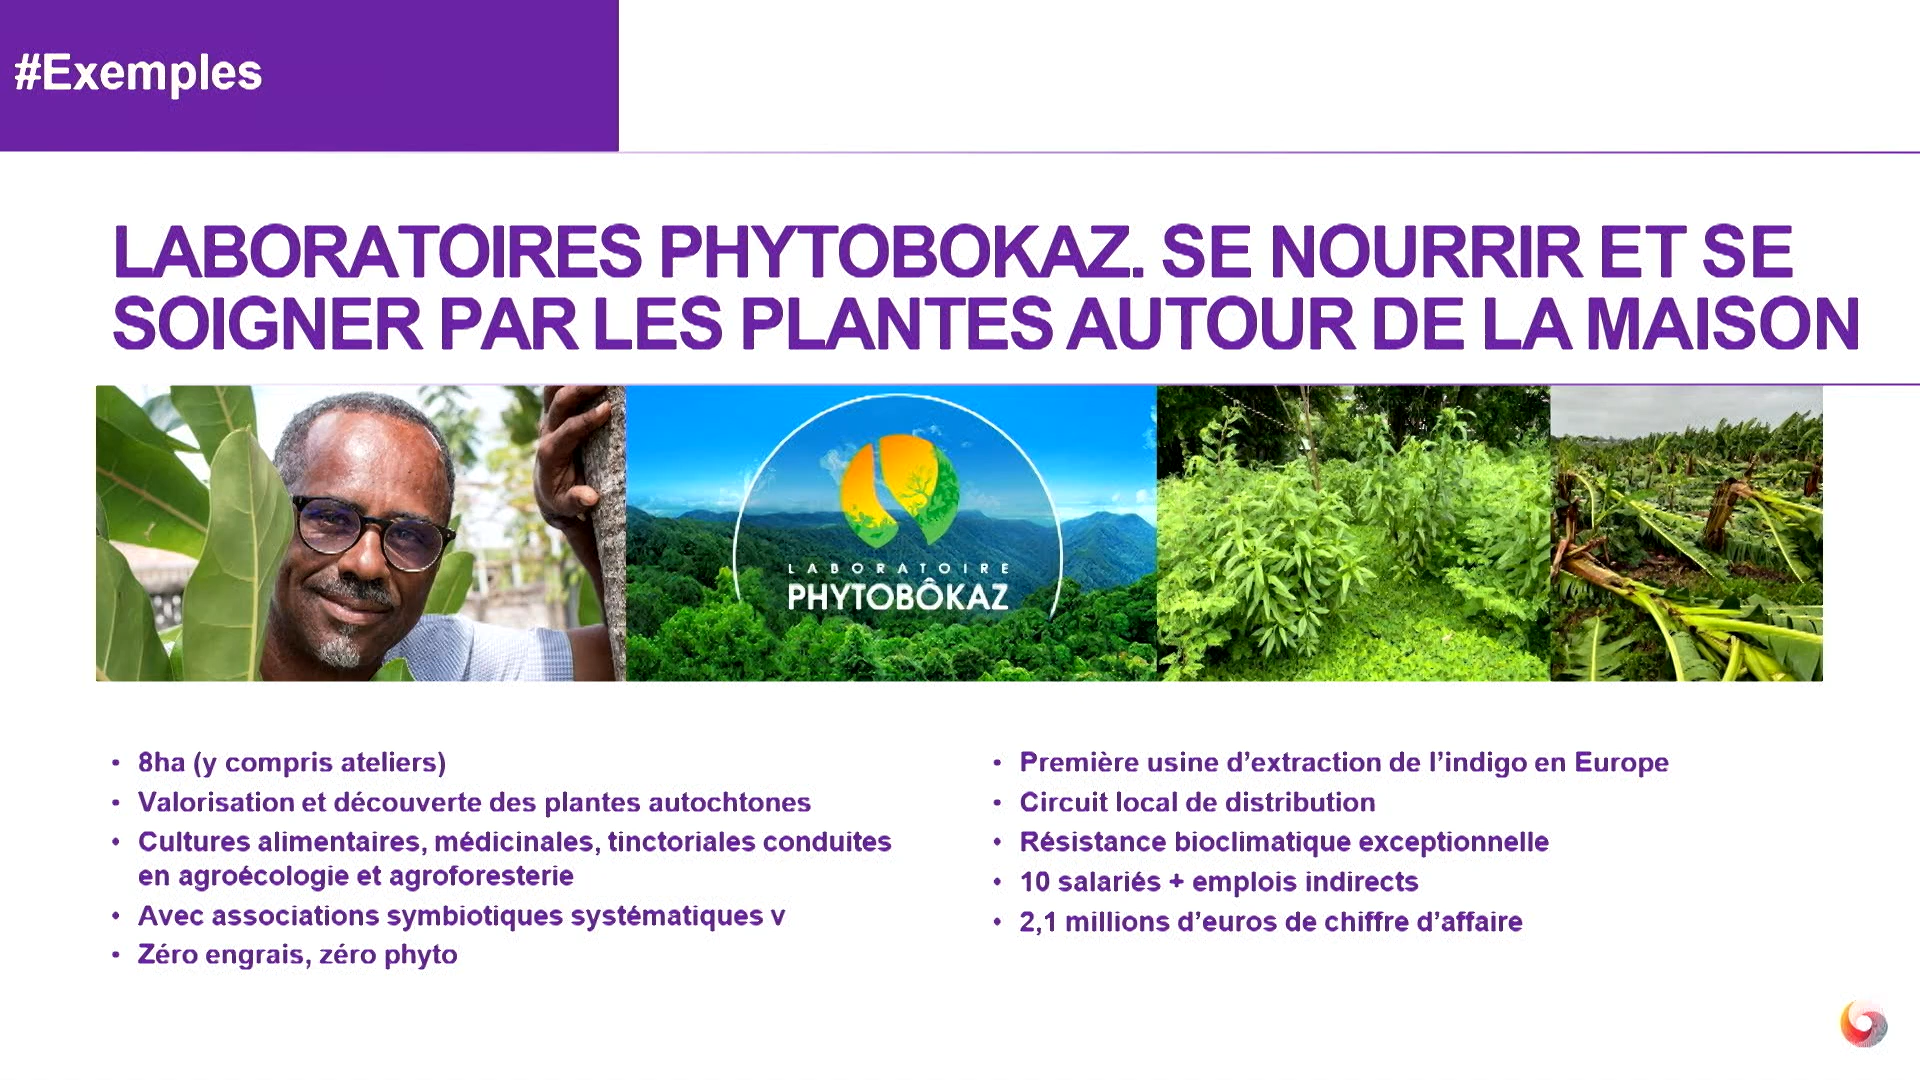 #Exemples
LABORATOIRES PHYTOBOKAZ. SE NOURRIR ET SE
SOIGNER PAR LES PLANTES AUTOUR DE LA MAISON
LABORATOIRE
PHYTOBÔKAZ
• 8ha (y compris ateliers)
• Valorisation et découverte des plantes autochtones
• Cultures alimentaires, médicinales, tinctoriales conduites
en agroécologie et agroforesterie
• Avec associations symbiotiques systématiques v
• Zéro engrais, zéro phyto
• Première usine d’extraction de l’indigo en Europe
• Circuit local de distribution
• Résistance bioclimatique exceptionnelle
• 10 salariés + emplois indirects
• 2,1 millions d’euros de chiffre d’affaire